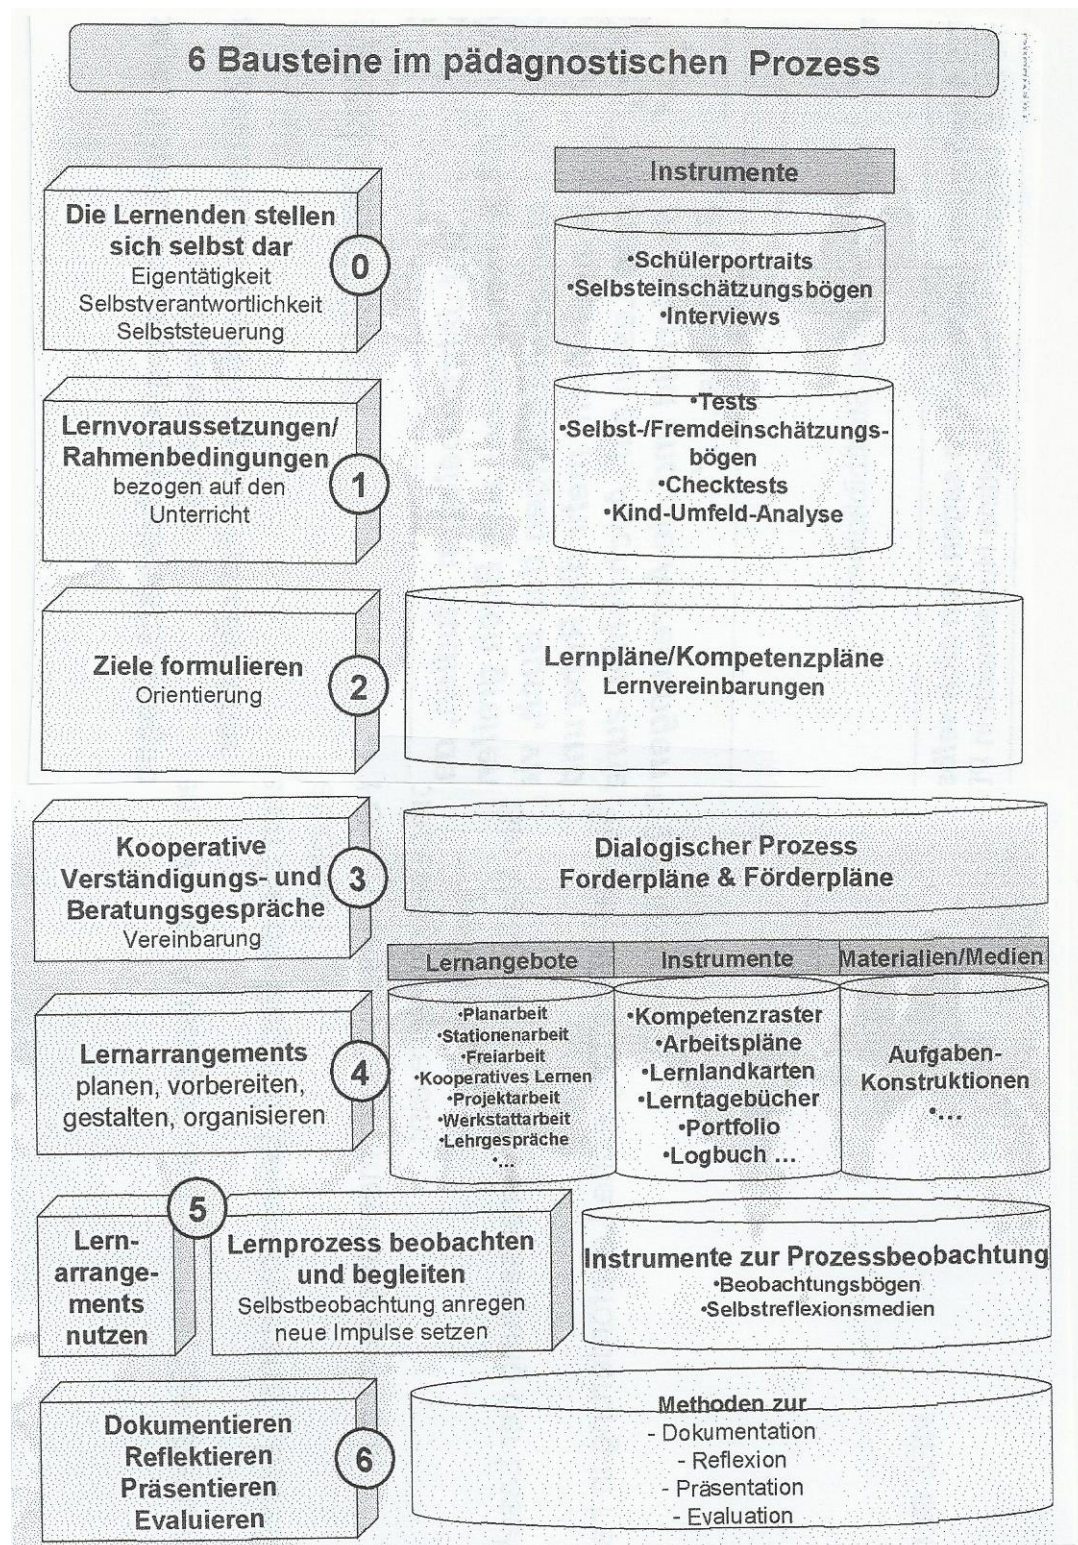 6 Bausteine im pädagnostischen Prozess
Instrumente
Die Lernenden stellen
sich selbst dar
Eigentätigkeit
Selbstverantwortlichkeit
Selbststeuerung
0
•Schülerportraits
•Selbsteinschätzungsbögen
•Interviews
Lernvoraussetzungen/
Rahmenbedingungen
bezogen auf den
Unterricht
1
•Tests
•Selbst-/Fremdeinschätzungs-
bögen
•Checktests
•Kind-Umfeld-Analyse
Ziele formulieren
Orientierung
2
Lernpläne/Kompetenzpläne
Lernvereinbarungen
Kooperative
Verständigungs- und
Beratungsgespräche
Vereinbarung
3
Dialogischer Prozess
Forderpläne & Förderpläne
Lernarrangements
planen, vorbereiten,
gestalten, organisieren
4
Lernangebote
•Planarbeit
•Stationenarbeit
•Freiarbeit
•Kooperatives Lernen
•Projektarbeit
•Werkstattarbeit
•Lehrgespräche
•...
Instrumente
•Kompetenzraster
•Arbeitspläne
•Lernlandkarten
•Lerntagebücher
•Portfolio
•Logbuch ...
Materialien/Medien
Aufgaben-
Konstruktionen
•...
Lern-
arrange-
ments
nutzen
5
Lernprozess beobachten
und begleiten
Selbstbeobachtung anregen
neue Impulse setzen
Instrumente zur Prozessbeobachtung
•Beobachtungsbögen
•Selbstreflexionsmedien
Dokumentieren
Reflektieren
Präsentieren
Evaluieren
6
Methoden zur
- Dokumentation
- Reflexion
- Präsentation
- Evaluation